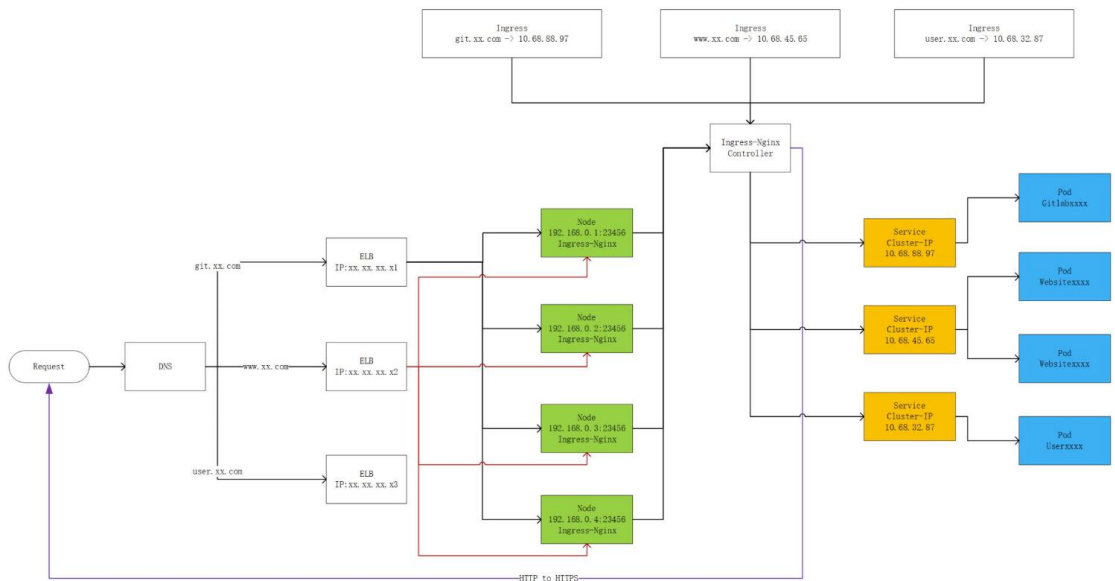 Ingress
git.xx.com -> 10.68.88.97
Ingress
www.xx.com -> 10.68.45.65
Ingress
user.xx.com -> 10.68.32.87
Ingress-Nginx
Controller
Pod
Gitlabxxxx
Node
192.168.0.1:23456
Ingress-Nginx
Service
Cluster-IP
10.68.88.97
git.xx.com
ELB
IP:xx.xx.xx.x1
Pod
Websitexxxx
Node
192.168.0.2:23456
Ingress-Nginx
Service
Cluster-IP
10.68.45.65
Request
DNS
www.xx.com
ELB
IP:xx.xx.xx.x2
Pod
Websitexxxx
Node
192.168.0.3:23456
Ingress-Nginx
Service
Cluster-IP
10.68.32.87
Pod
Userxxxx
user.xx.com
ELB
IP:xx.xx.xx.x3
Node
192.168.0.4:23456
Ingress-Nginx
HTTP to HTTPS